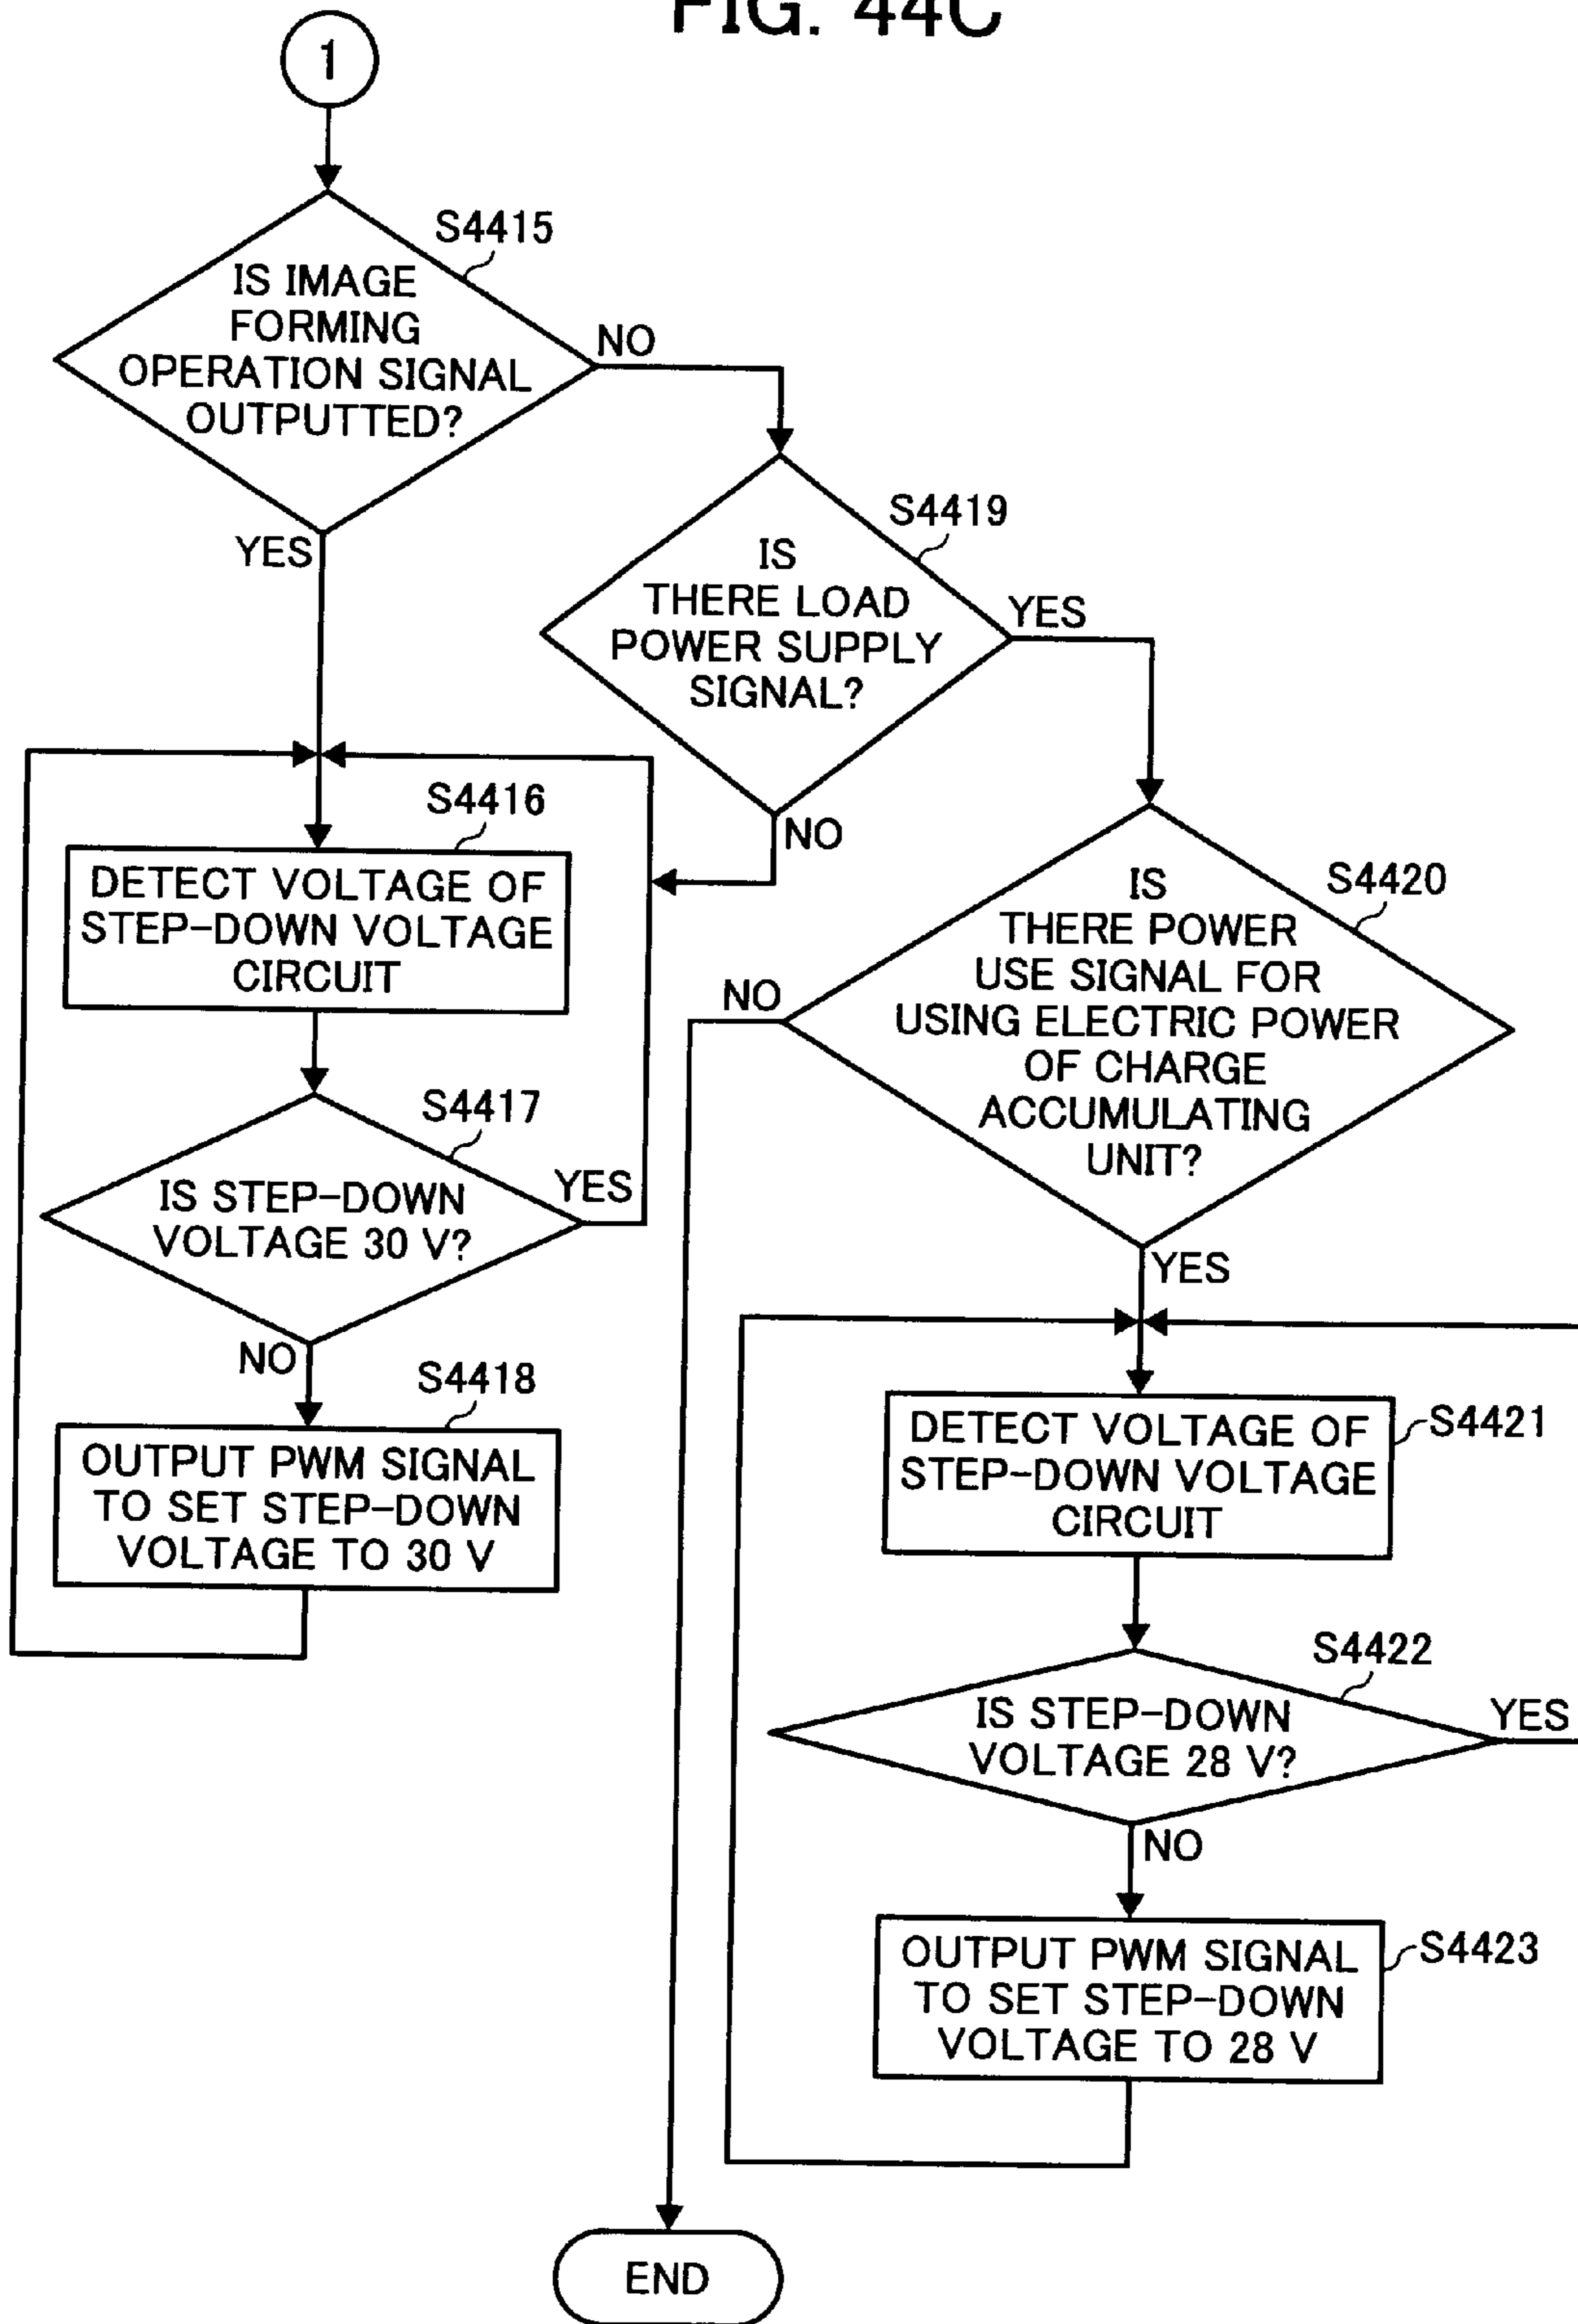 FIG. 44C
1
S4415
IS IMAGE
FORMING
OPERATION SIGNAL
OUTPUTTED?
NO
YES
S4419
IS
THERE LOAD
POWER SUPPLY
SIGNAL?
YES
NO
S4416
DETECT VOLTAGE OF
STEP-DOWN VOLTAGE
CIRCUIT
S4417
IS STEP-DOWN
VOLTAGE 30 V?
YES
NO
S4418
OUTPUT PWM SIGNAL
TO SET STEP-DOWN
VOLTAGE TO 30 V
S4420
IS
THERE POWER
USE SIGNAL FOR
USING ELECTRIC POWER
OF CHARGE
ACCUMULATING
UNIT?
NO
YES
S4421
DETECT VOLTAGE OF
STEP-DOWN VOLTAGE
CIRCUIT
S4422
IS STEP-DOWN
VOLTAGE 28 V?
YES
NO
S4423
OUTPUT PWM SIGNAL
TO SET STEP-DOWN
VOLTAGE TO 28 V
END